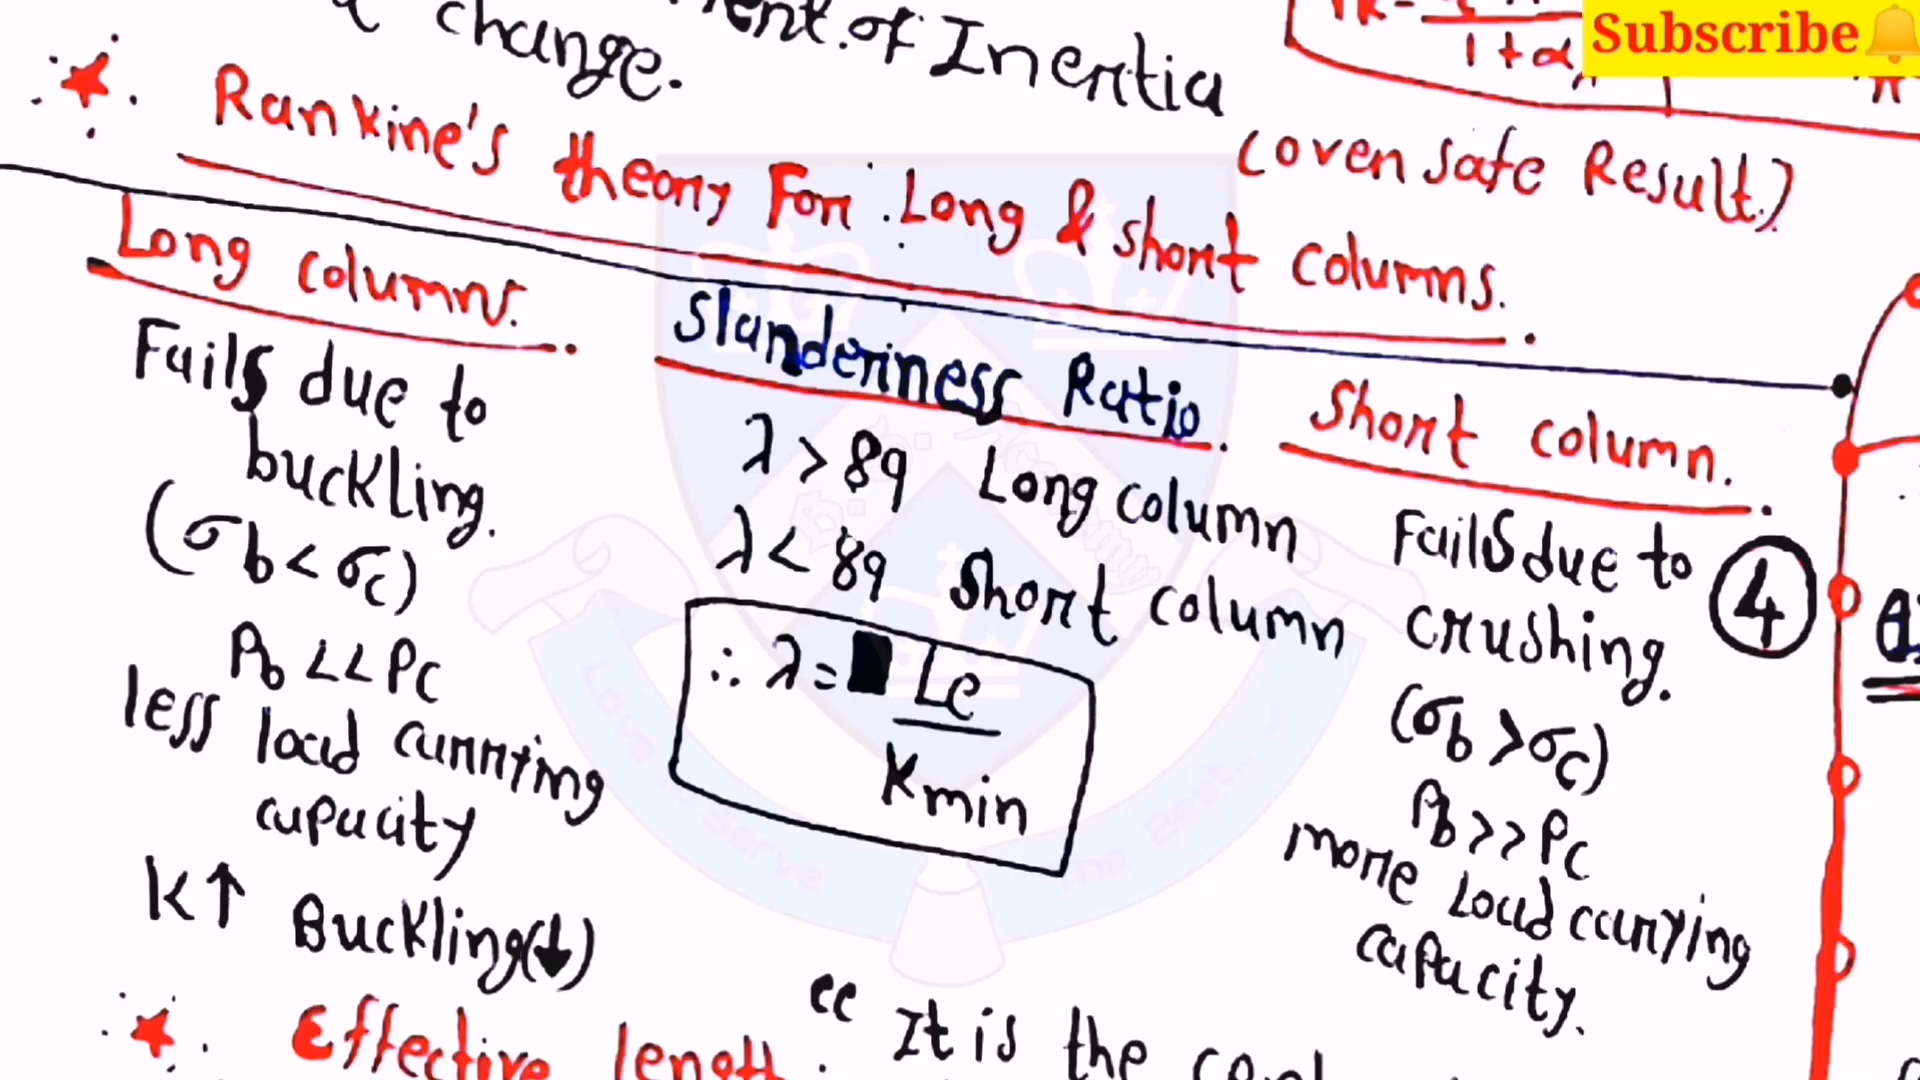 change.
ent. of Inertia
1 + α
Subscribe
Rankine's theory For Long & short columns.
(over safe Result.)
Long columns.
Fails due to
buckling.
(σb < σc)
Pb << Pc
less load carrying
capacity
K↑ Buckling(↓)
Slanderiness Ratio.
λ > 89 Long column
λ < 89 Short column
∴ λ = Le
Kmin
Short column.
Fails due to
crushing.
(σb > σc)
Pb >> Pc
more Load carrying
capacity.
4
Effective length.
" It is the